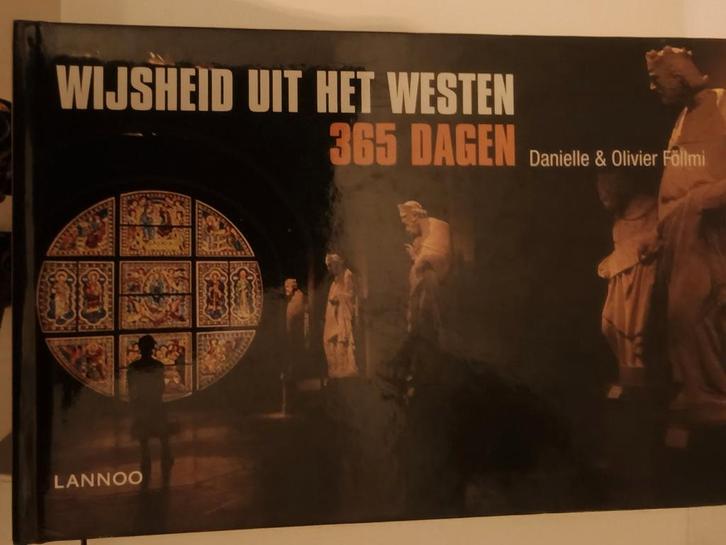 WIJSHEID UIT HET WESTEN
365 DAGEN
Danielle & Olivier Föllmi
LANNOO